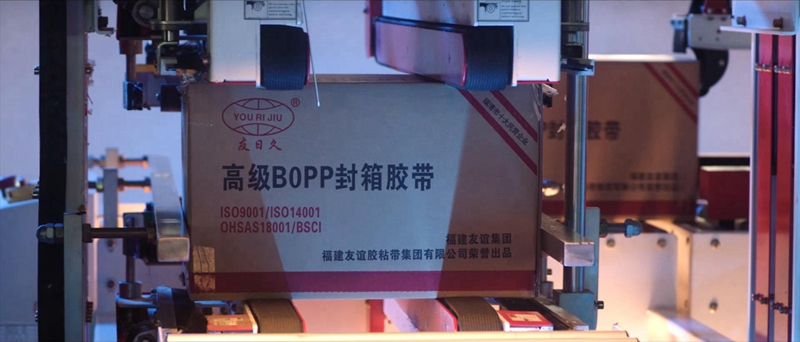 YOU RI JIU
®
友日久
高级BOPP封箱胶带
ISO9001/ISO14001
OHSAS18001/BSCI
福建友谊集团
福建友谊胶粘带集团有限公司荣誉出品